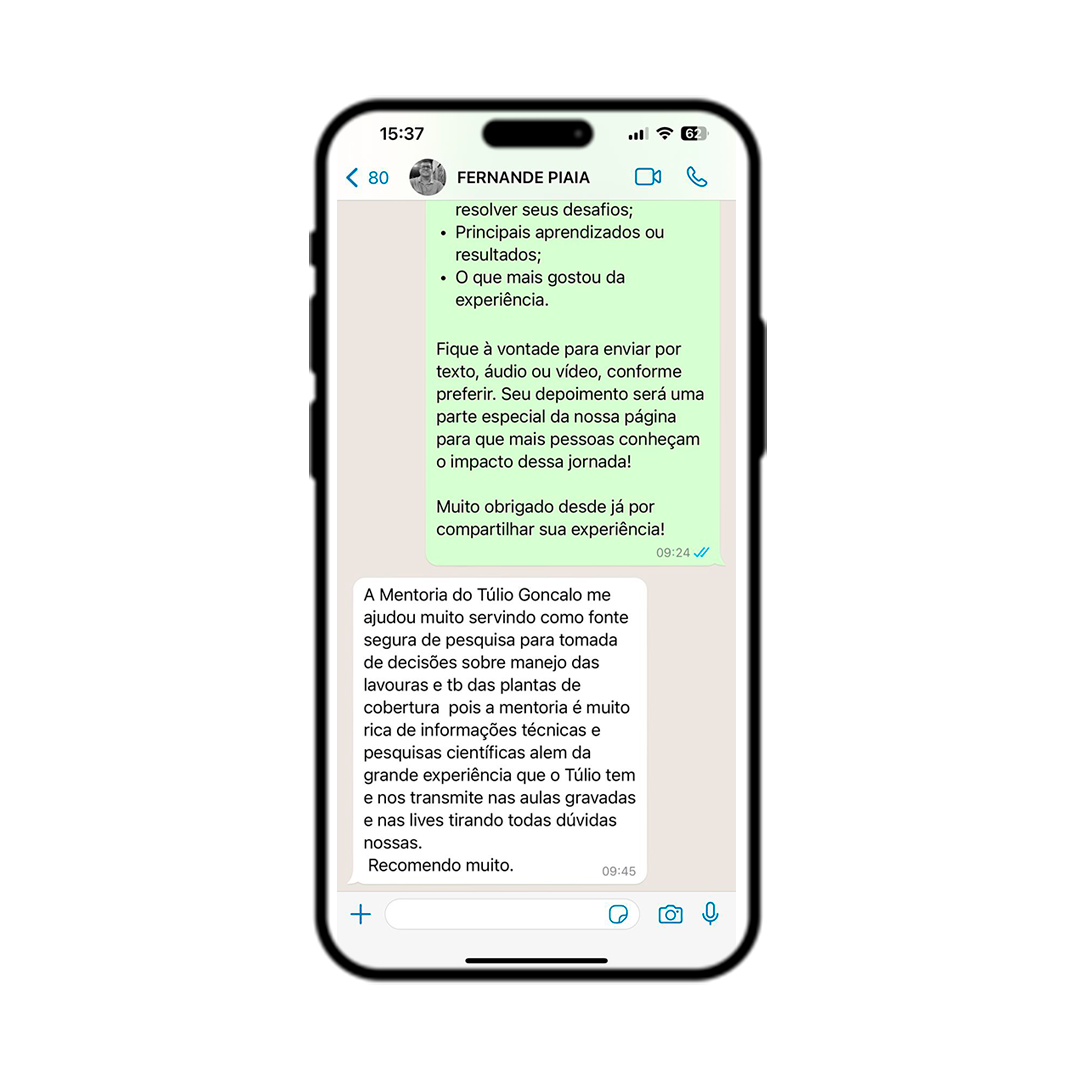 15:37
62
80
FERNANDE PIAIA
resolver seus desafios;
• Principais aprendizados ou
resultados;
• O que mais gostou da
experiência.
Fique à vontade para enviar por
texto, áudio ou vídeo, conforme
preferir. Seu depoimento será uma
parte especial da nossa página
para que mais pessoas conheçam
o impacto dessa jornada!
Muito obrigado desde já por
compartilhar sua experiência!
09:24
A Mentoria do Túlio Goncalo me
ajudou muito servindo como fonte
segura de pesquisa para tomada
de decisões sobre manejo das
lavouras e tb das plantas de
cobertura  pois a mentoria é muito
rica de informações técnicas e
pesquisas científicas alem da
grande experiência que o Túlio tem
e nos transmite nas aulas gravadas
e nas lives tirando todas dúvidas
nossas.
Recomendo muito.
09:45